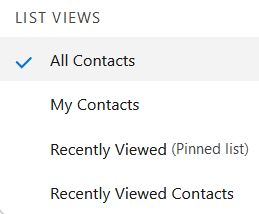 LIST VIEWS
All Contacts
My Contacts
Recently Viewed (Pinned list)
Recently Viewed Contacts